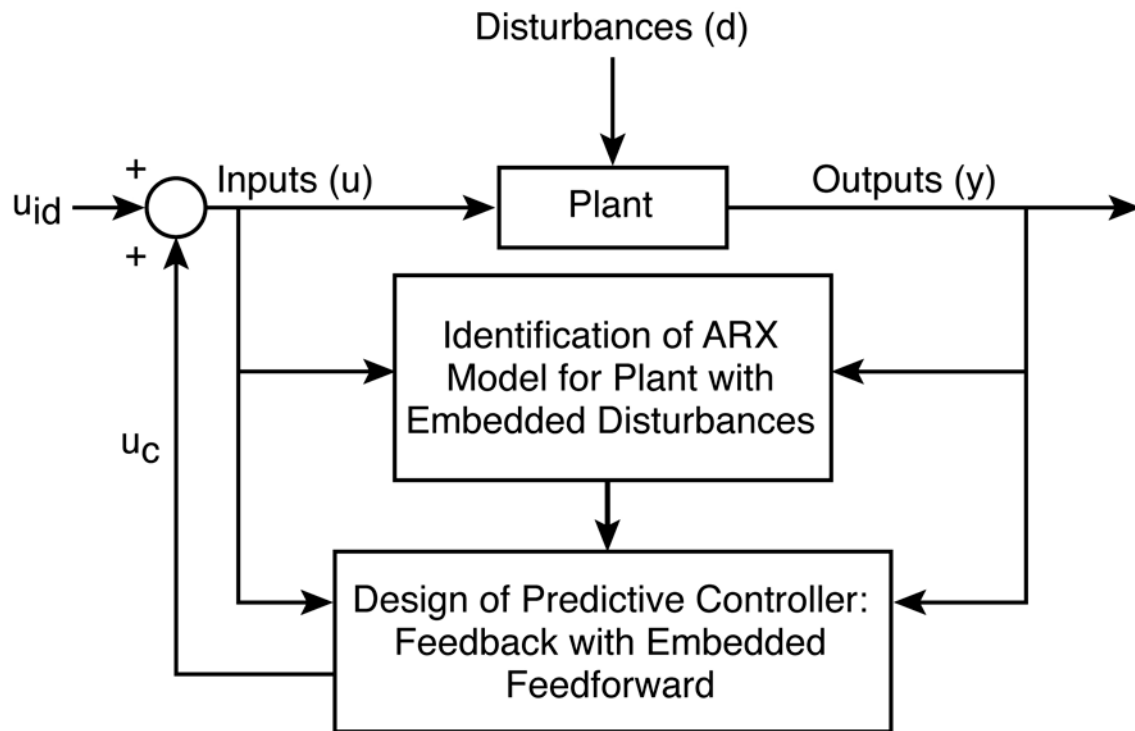 Disturbances (d)
+
Inputs (u)
Outputs (y)
u_id
Plant
+
Identification of ARX
Model for Plant with
Embedded Disturbances
u_c
Design of Predictive Controller:
Feedback with Embedded
Feedforward